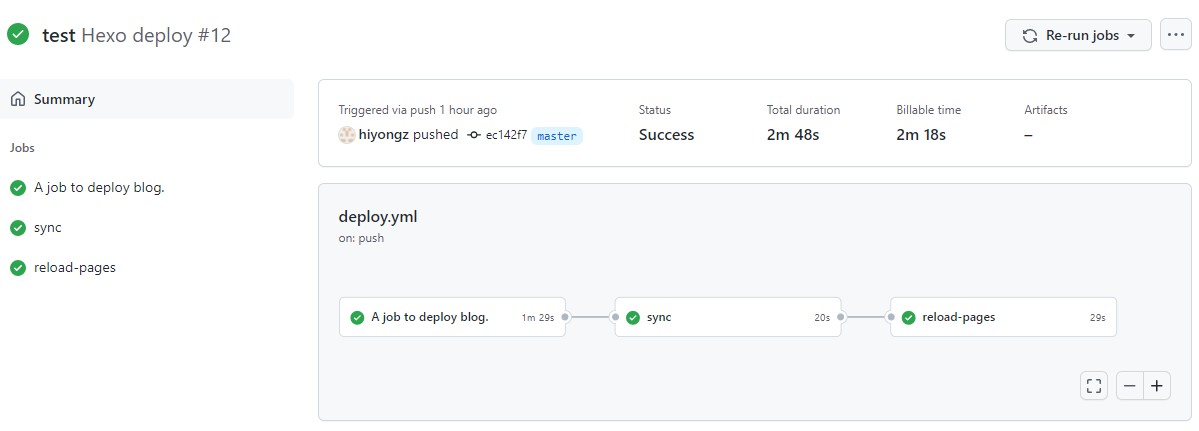 test Hexo deploy #12
Re-run jobs
Summary
Jobs
A job to deploy blog.
sync
reload-pages
Triggered via push 1 hour ago
hiyongz pushed ec142f7 master
Status
Success
Total duration
2m 48s
Billable time
2m 18s
Artifacts
–
deploy.yml
on: push
A job to deploy blog. 1m 29s
sync 20s
reload-pages 29s